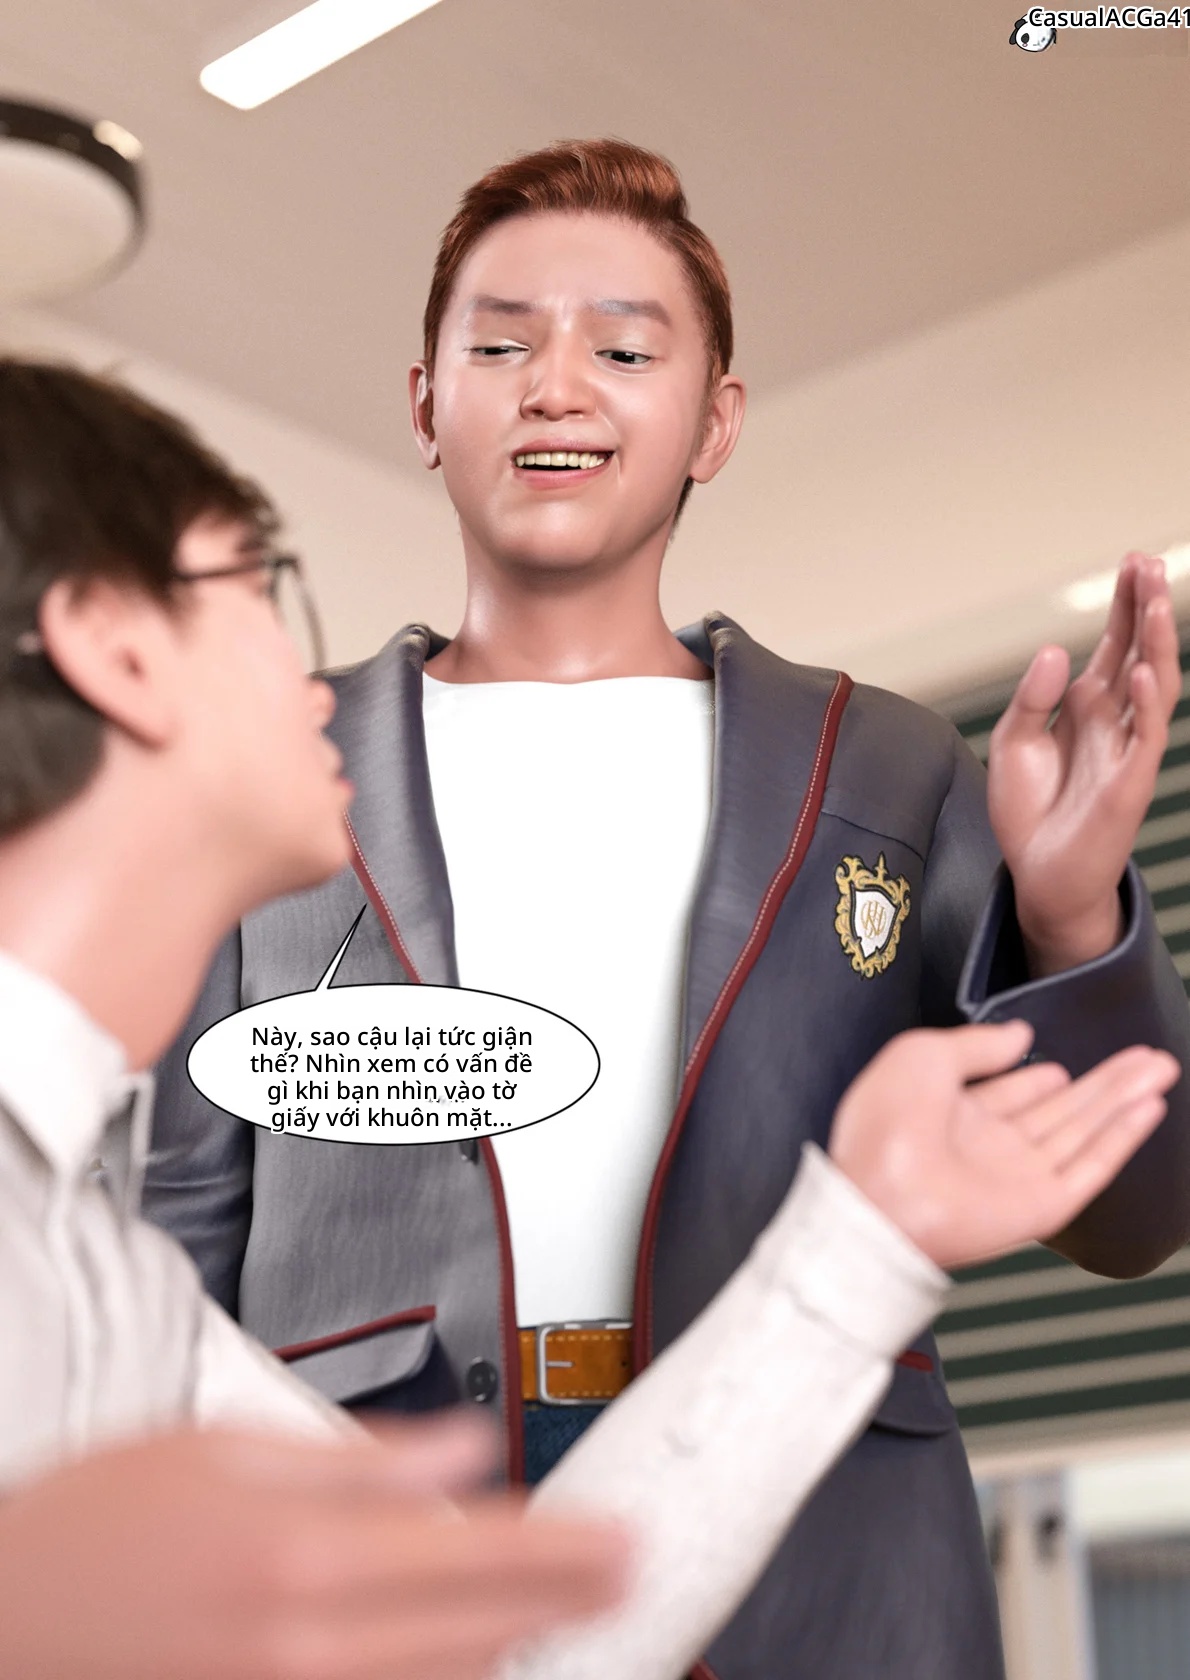 CasualACGa41
Này, sao cậu lại tức giận
thế? Nhìn xem có vấn đề
gì khi bạn nhìn vào tờ
giấy với khuôn mặt...